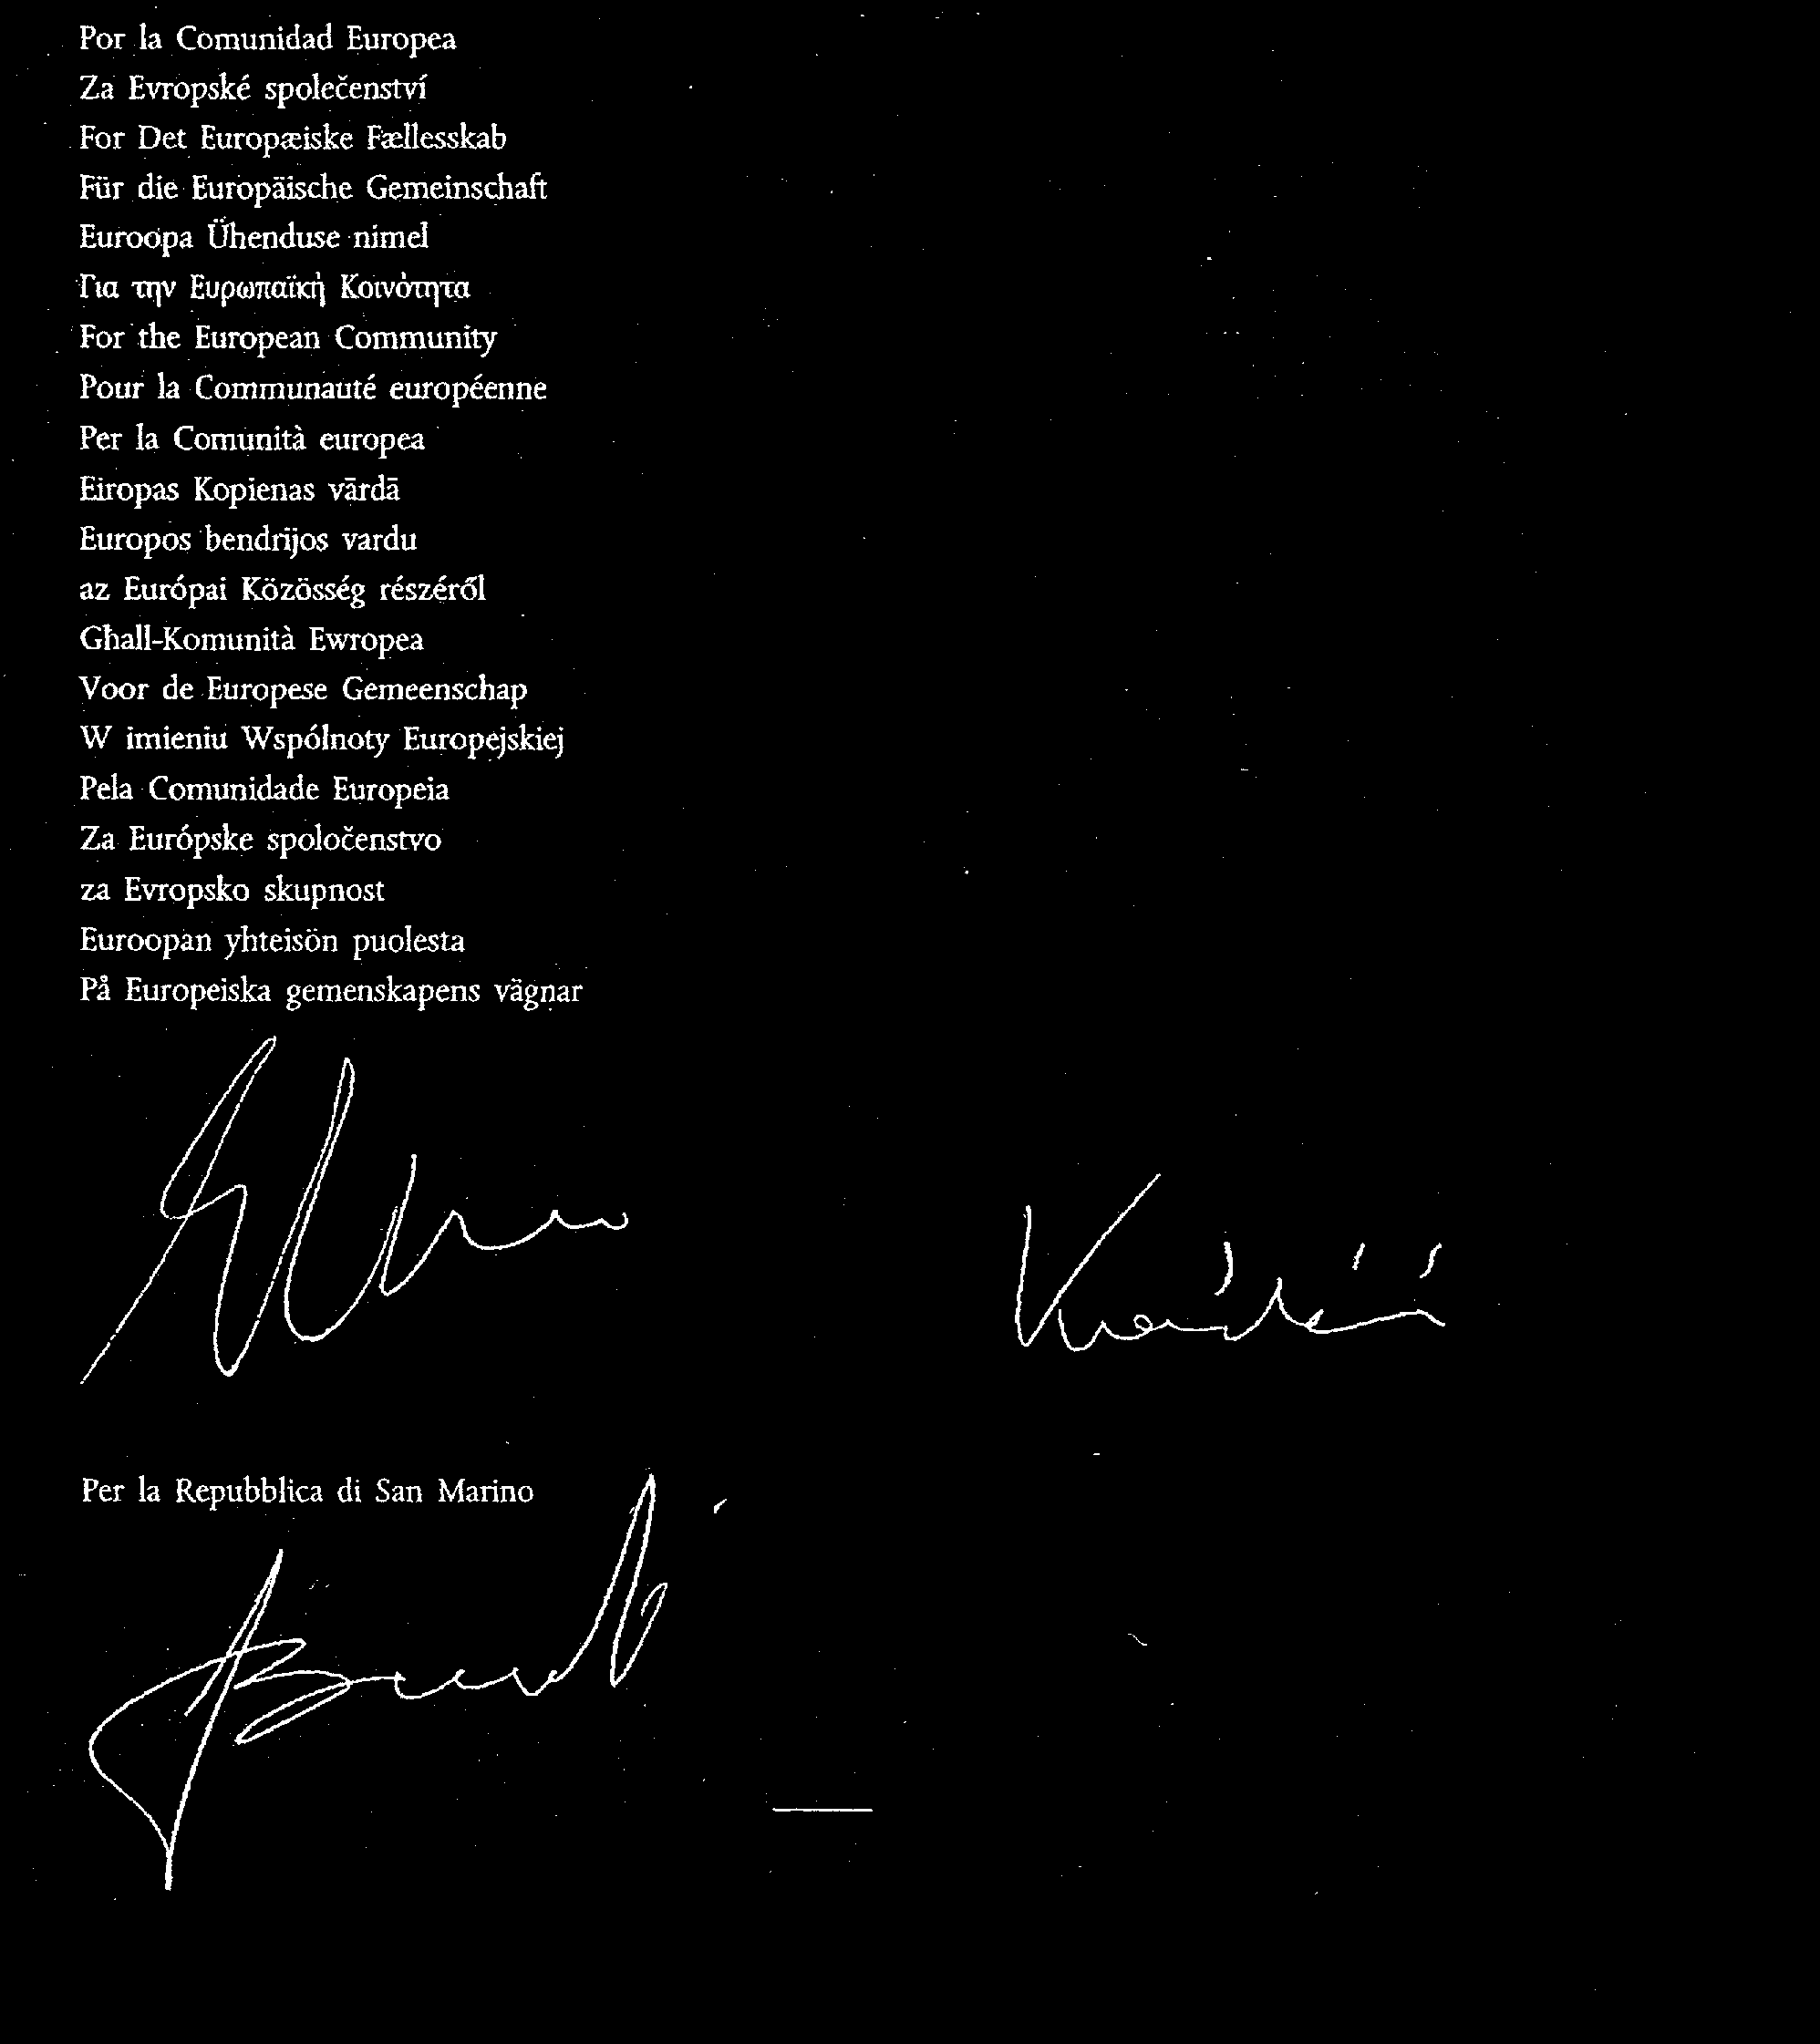 Por la Comunidad Europea
Za Evropské společenství
For Det Europæiske Fællesskab
Für die Europäische Gemeinschaft
Euroopa Ühenduse nimel
Για την Ευρωπαϊκή Κοινότητα
For the European Community
Pour la Communauté européenne
Per la Comunità europea
Eiropas Kopienas vārdā
Europos bendrijos vardu
az Európai Közösség részéről
Għall-Komunità Ewropea
Voor de Europese Gemeenschap
W imieniu Wspólnoty Europejskiej
Pela Comunidade Europeia
Za Európske spoločenstvo
za Evropsko skupnost
Euroopan yhteisön puolesta
På Europeiska gemenskapens vägnar
Per la Repubblica di San Marino